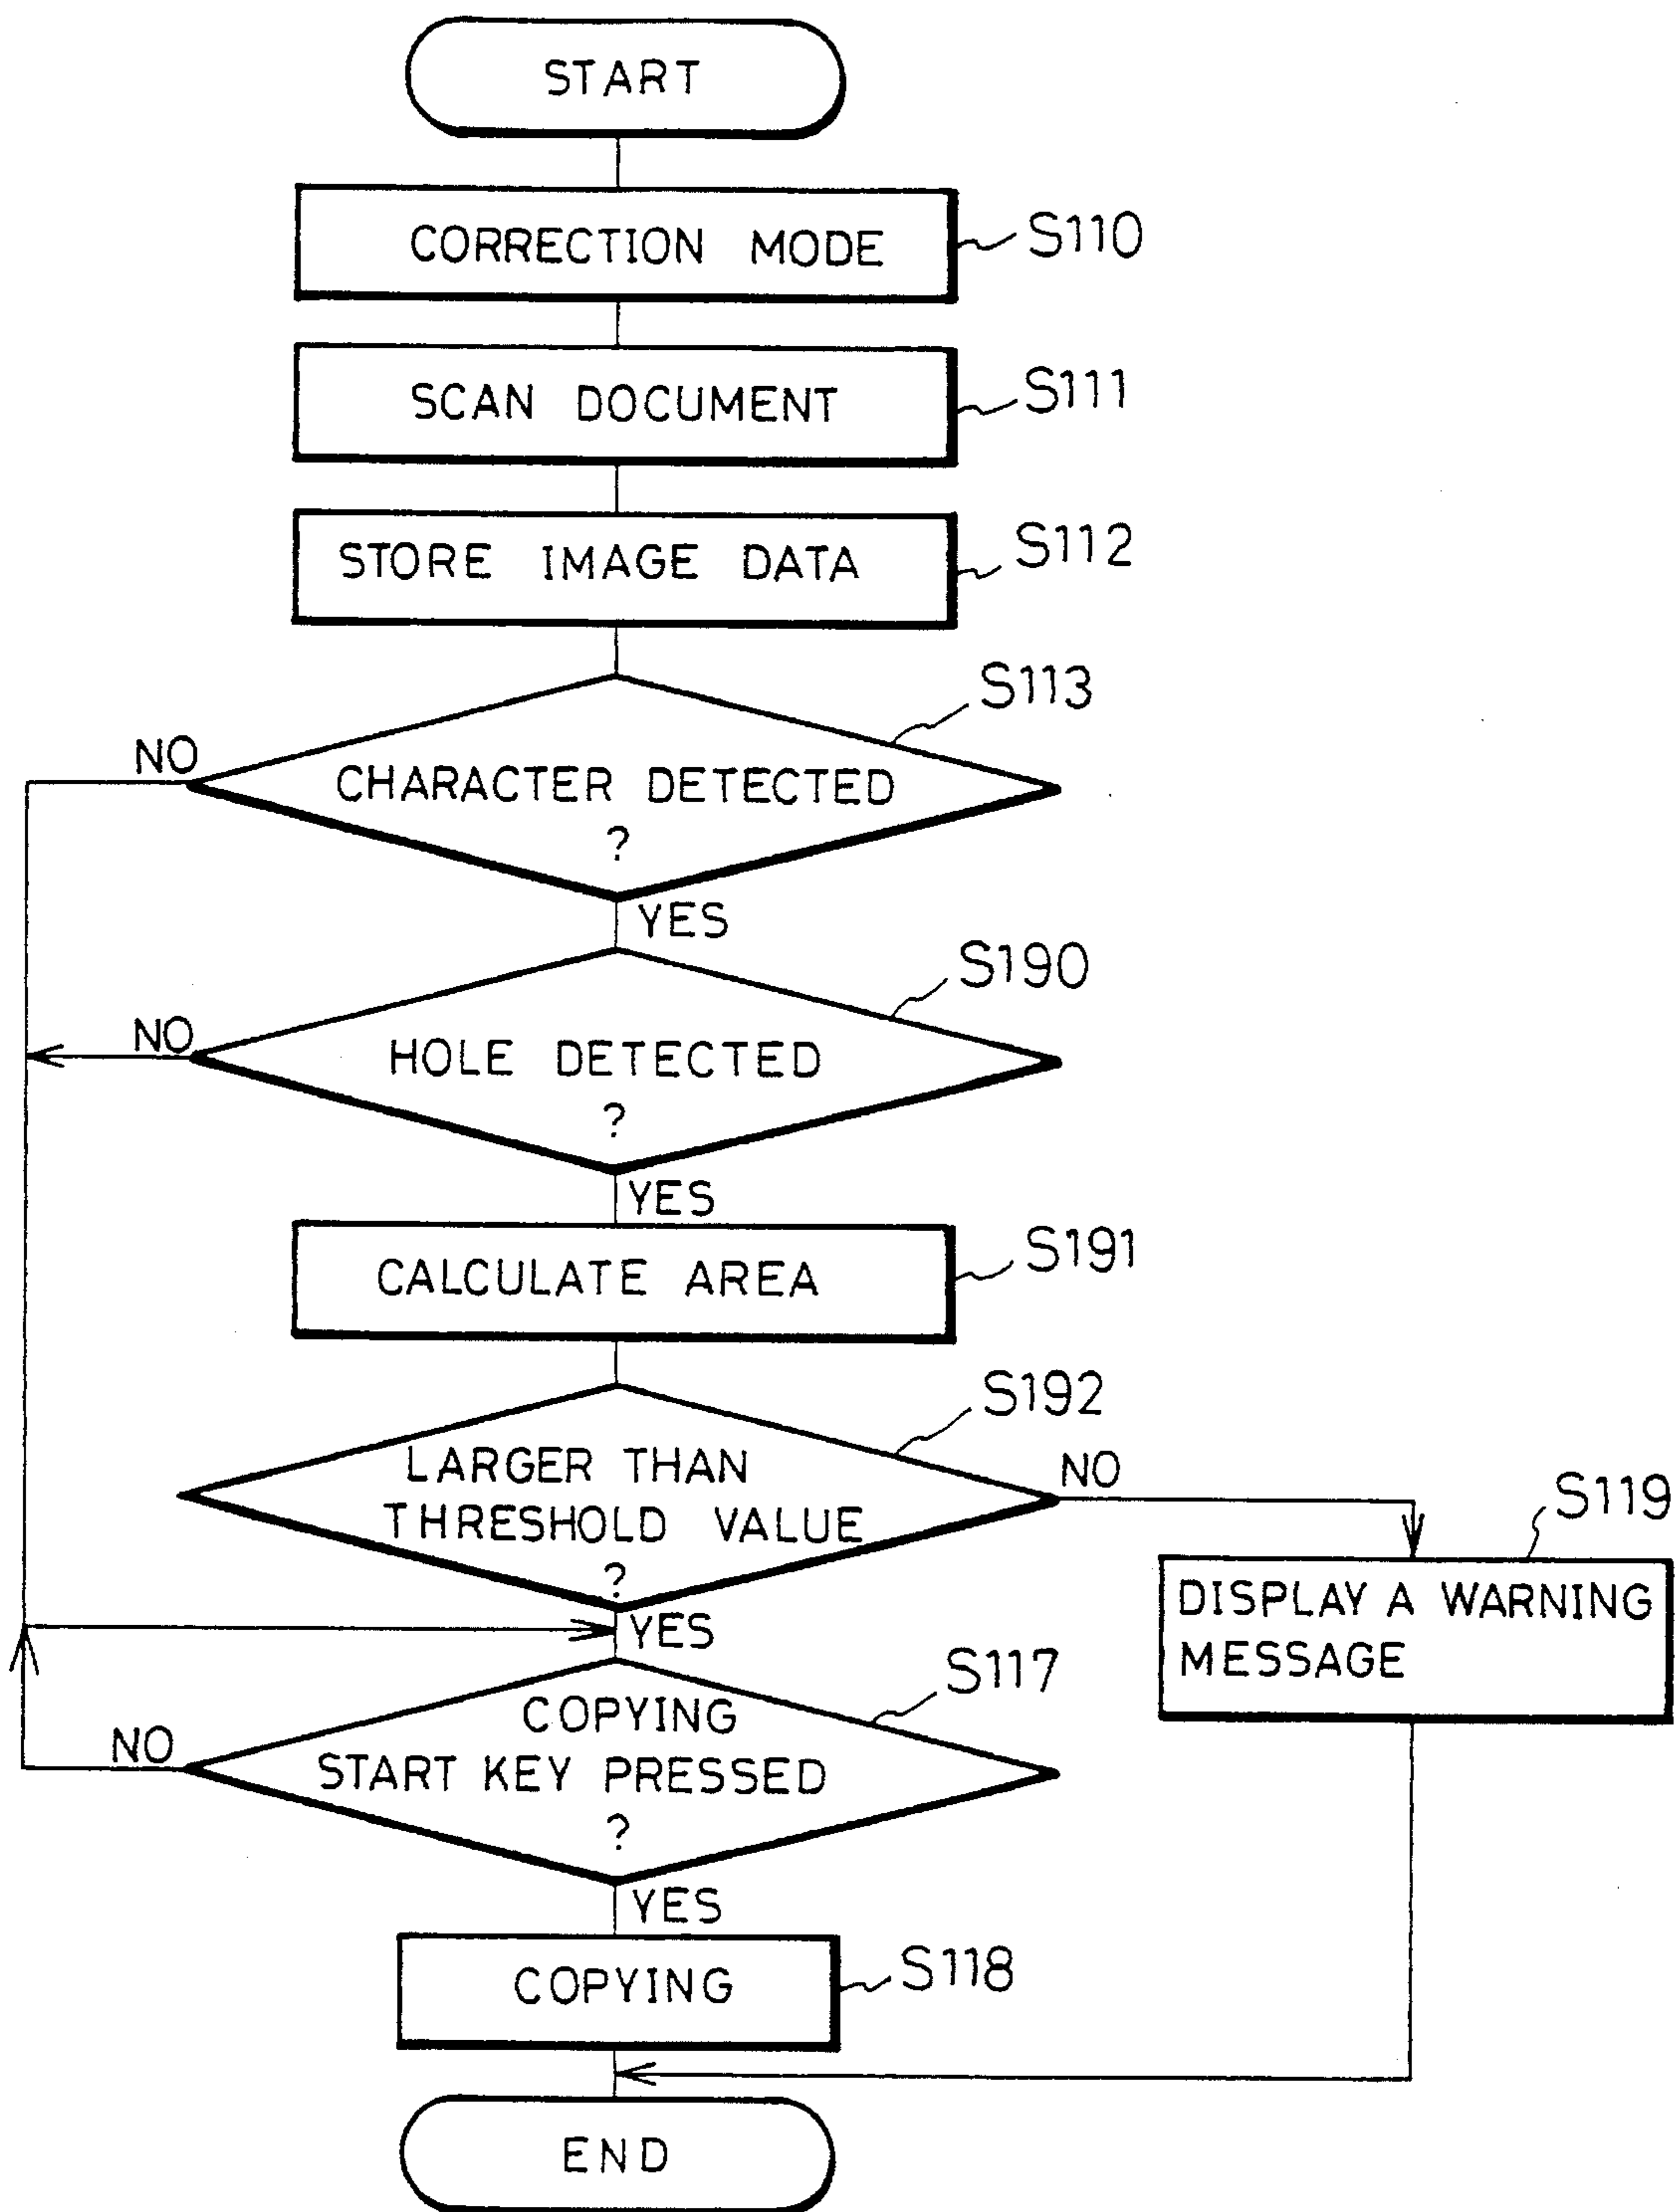 START
CORRECTION MODE
S110
SCAN DOCUMENT
S111
STORE IMAGE DATA
S112
S113
NO
CHARACTER DETECTED
?
YES
S190
NO
HOLE DETECTED
?
YES
CALCULATE AREA
S191
S192
LARGER THAN
THRESHOLD VALUE
?
NO
S119
DISPLAY A WARNING
MESSAGE
YES
S117
COPYING
START KEY PRESSED
?
NO
YES
COPYING
S118
END